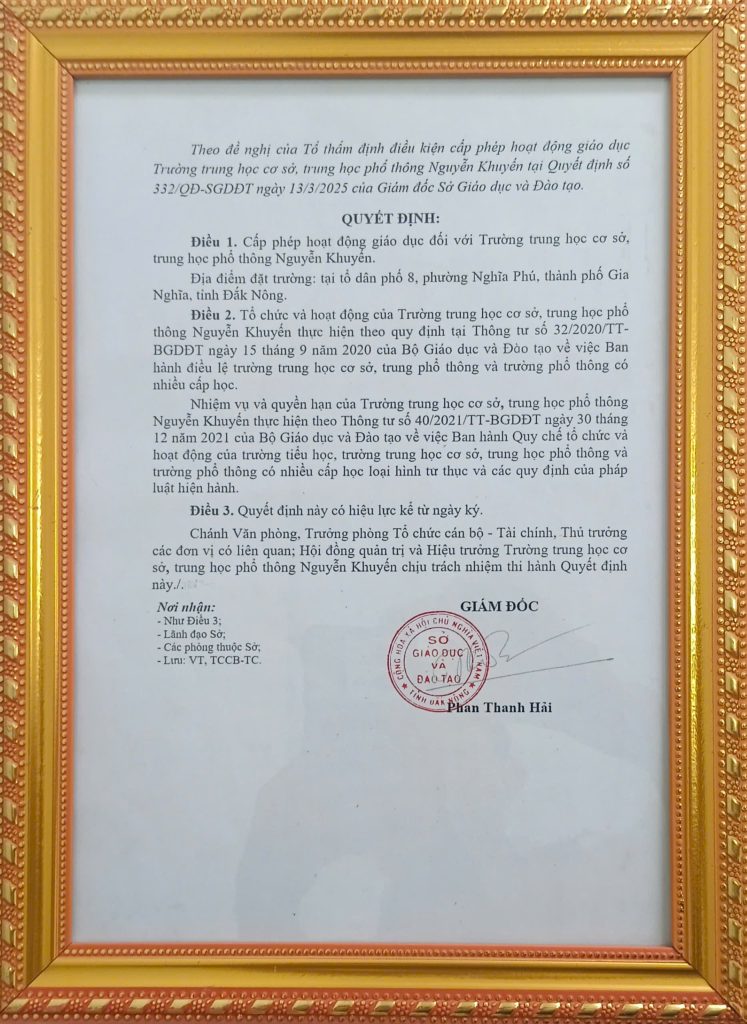 Theo đề nghị của Tổ thẩm định điều kiện cấp phép hoạt động giáo dục
Trường trung học cơ sở, trung học phổ thông Nguyễn Khuyến tại Quyết định số
332/QĐ-SGDĐT ngày 13/3/2025 của Giám đốc Sở Giáo dục và Đào tạo.
QUYẾT ĐỊNH:
Điều 1. Cấp phép hoạt động giáo dục đối với Trường trung học cơ sở,
trung học phổ thông Nguyễn Khuyến.
Địa điểm đặt trường: tại tổ dân phố 8, phường Nghĩa Phú, thành phố Gia
Nghĩa, tỉnh Đắk Nông.
Điều 2. Tổ chức và hoạt động của Trường trung học cơ sở, trung học phổ
thông Nguyễn Khuyến thực hiện theo quy định tại Thông tư số 32/2020/TT-
BGDĐT ngày 15 tháng 9 năm 2020 của Bộ Giáo dục và Đào tạo về việc Ban
hành điều lệ trường trung học cơ sở, trung phổ thông và trường phổ thông có
nhiều cấp học.
Nhiệm vụ và quyền hạn của Trường trung học cơ sở, trung học phổ thông
Nguyễn Khuyến thực hiện theo Thông tư số 40/2021/TT-BGDĐT ngày 30 tháng
12 năm 2021 của Bộ Giáo dục và Đào tạo về việc Ban hành Quy chế tổ chức và
hoạt động của trường tiểu học, trường trung học cơ sở, trung học phổ thông và
trường phổ thông có nhiều cấp học loại hình tư thục và các quy định của pháp
luật hiện hành.
Điều 3. Quyết định này có hiệu lực kể từ ngày ký.
Chánh Văn phòng, Trưởng phòng Tổ chức cán bộ - Tài chính, Thủ trưởng
các đơn vị có liên quan; Hội đồng quản trị và Hiệu trưởng Trường trung học cơ
sở, trung học phổ thông Nguyễn Khuyến chịu trách nhiệm thi hành Quyết định
này./.
Nơi nhận:
- Như Điều 3;
- Lãnh đạo Sở;
- Các phòng thuộc Sở;
- Lưu: VT, TCCB-TC.
GIÁM ĐỐC
CỘNG HÒA XÃ HỘI CHỦ NGHĨA VIỆT NAM
SỞ
GIÁO DỤC
VÀ
ĐÀO TẠO
TỈNH ĐẮK NÔNG
Phan Thanh Hải